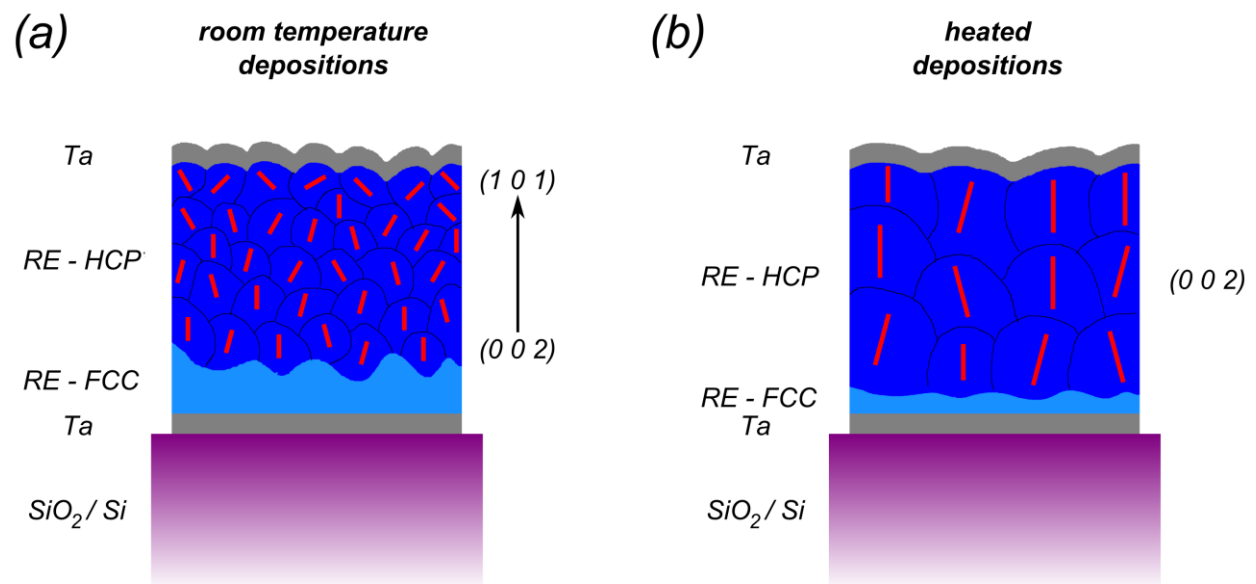 (a)
room temperature
depositions
Ta
RE - HCP
RE - FCC
Ta
SiO₂ / Si
(1 0 1)
(0 0 2)
(b)
heated
depositions
Ta
RE - HCP
RE - FCC
Ta
SiO₂ / Si
(0 0 2)